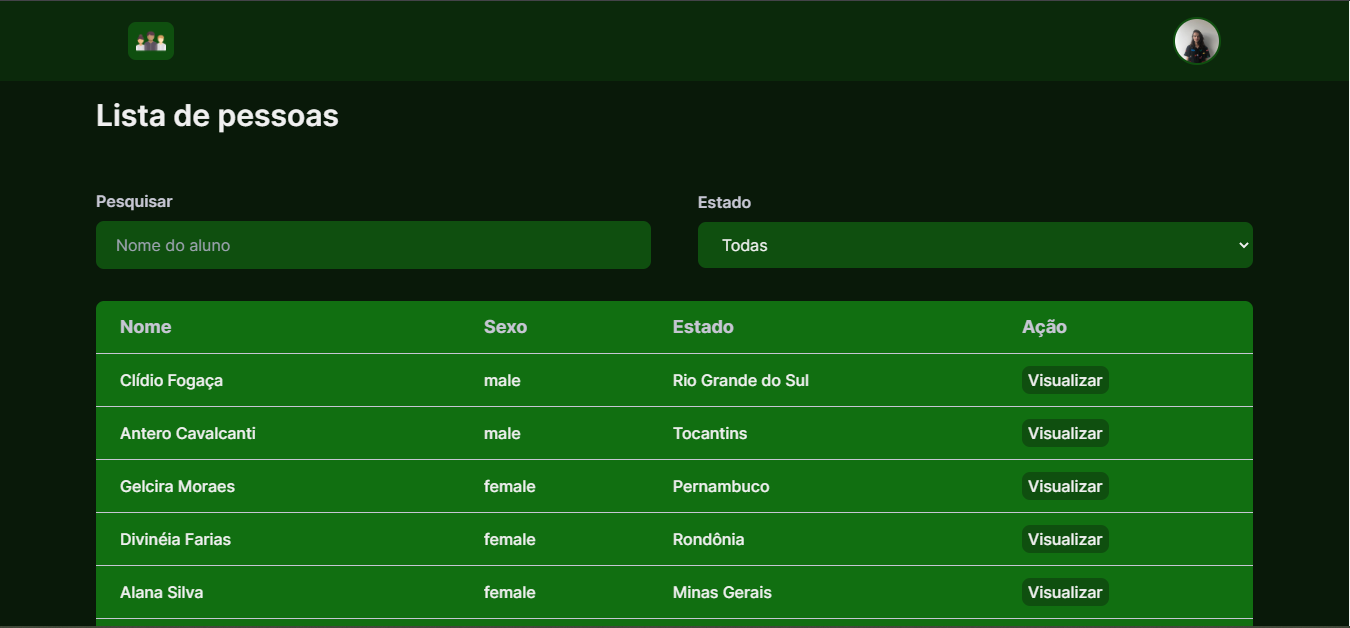 Lista de pessoas
Pesquisar
Estado
Nome do aluno
Todas
Nome Sexo Estado Ação
Clídio Fogaça male Rio Grande do Sul Visualizar
Antero Cavalcanti male Tocantins Visualizar
Gelcira Moraes female Pernambuco Visualizar
Divinéia Farias female Rondônia Visualizar
Alana Silva female Minas Gerais Visualizar